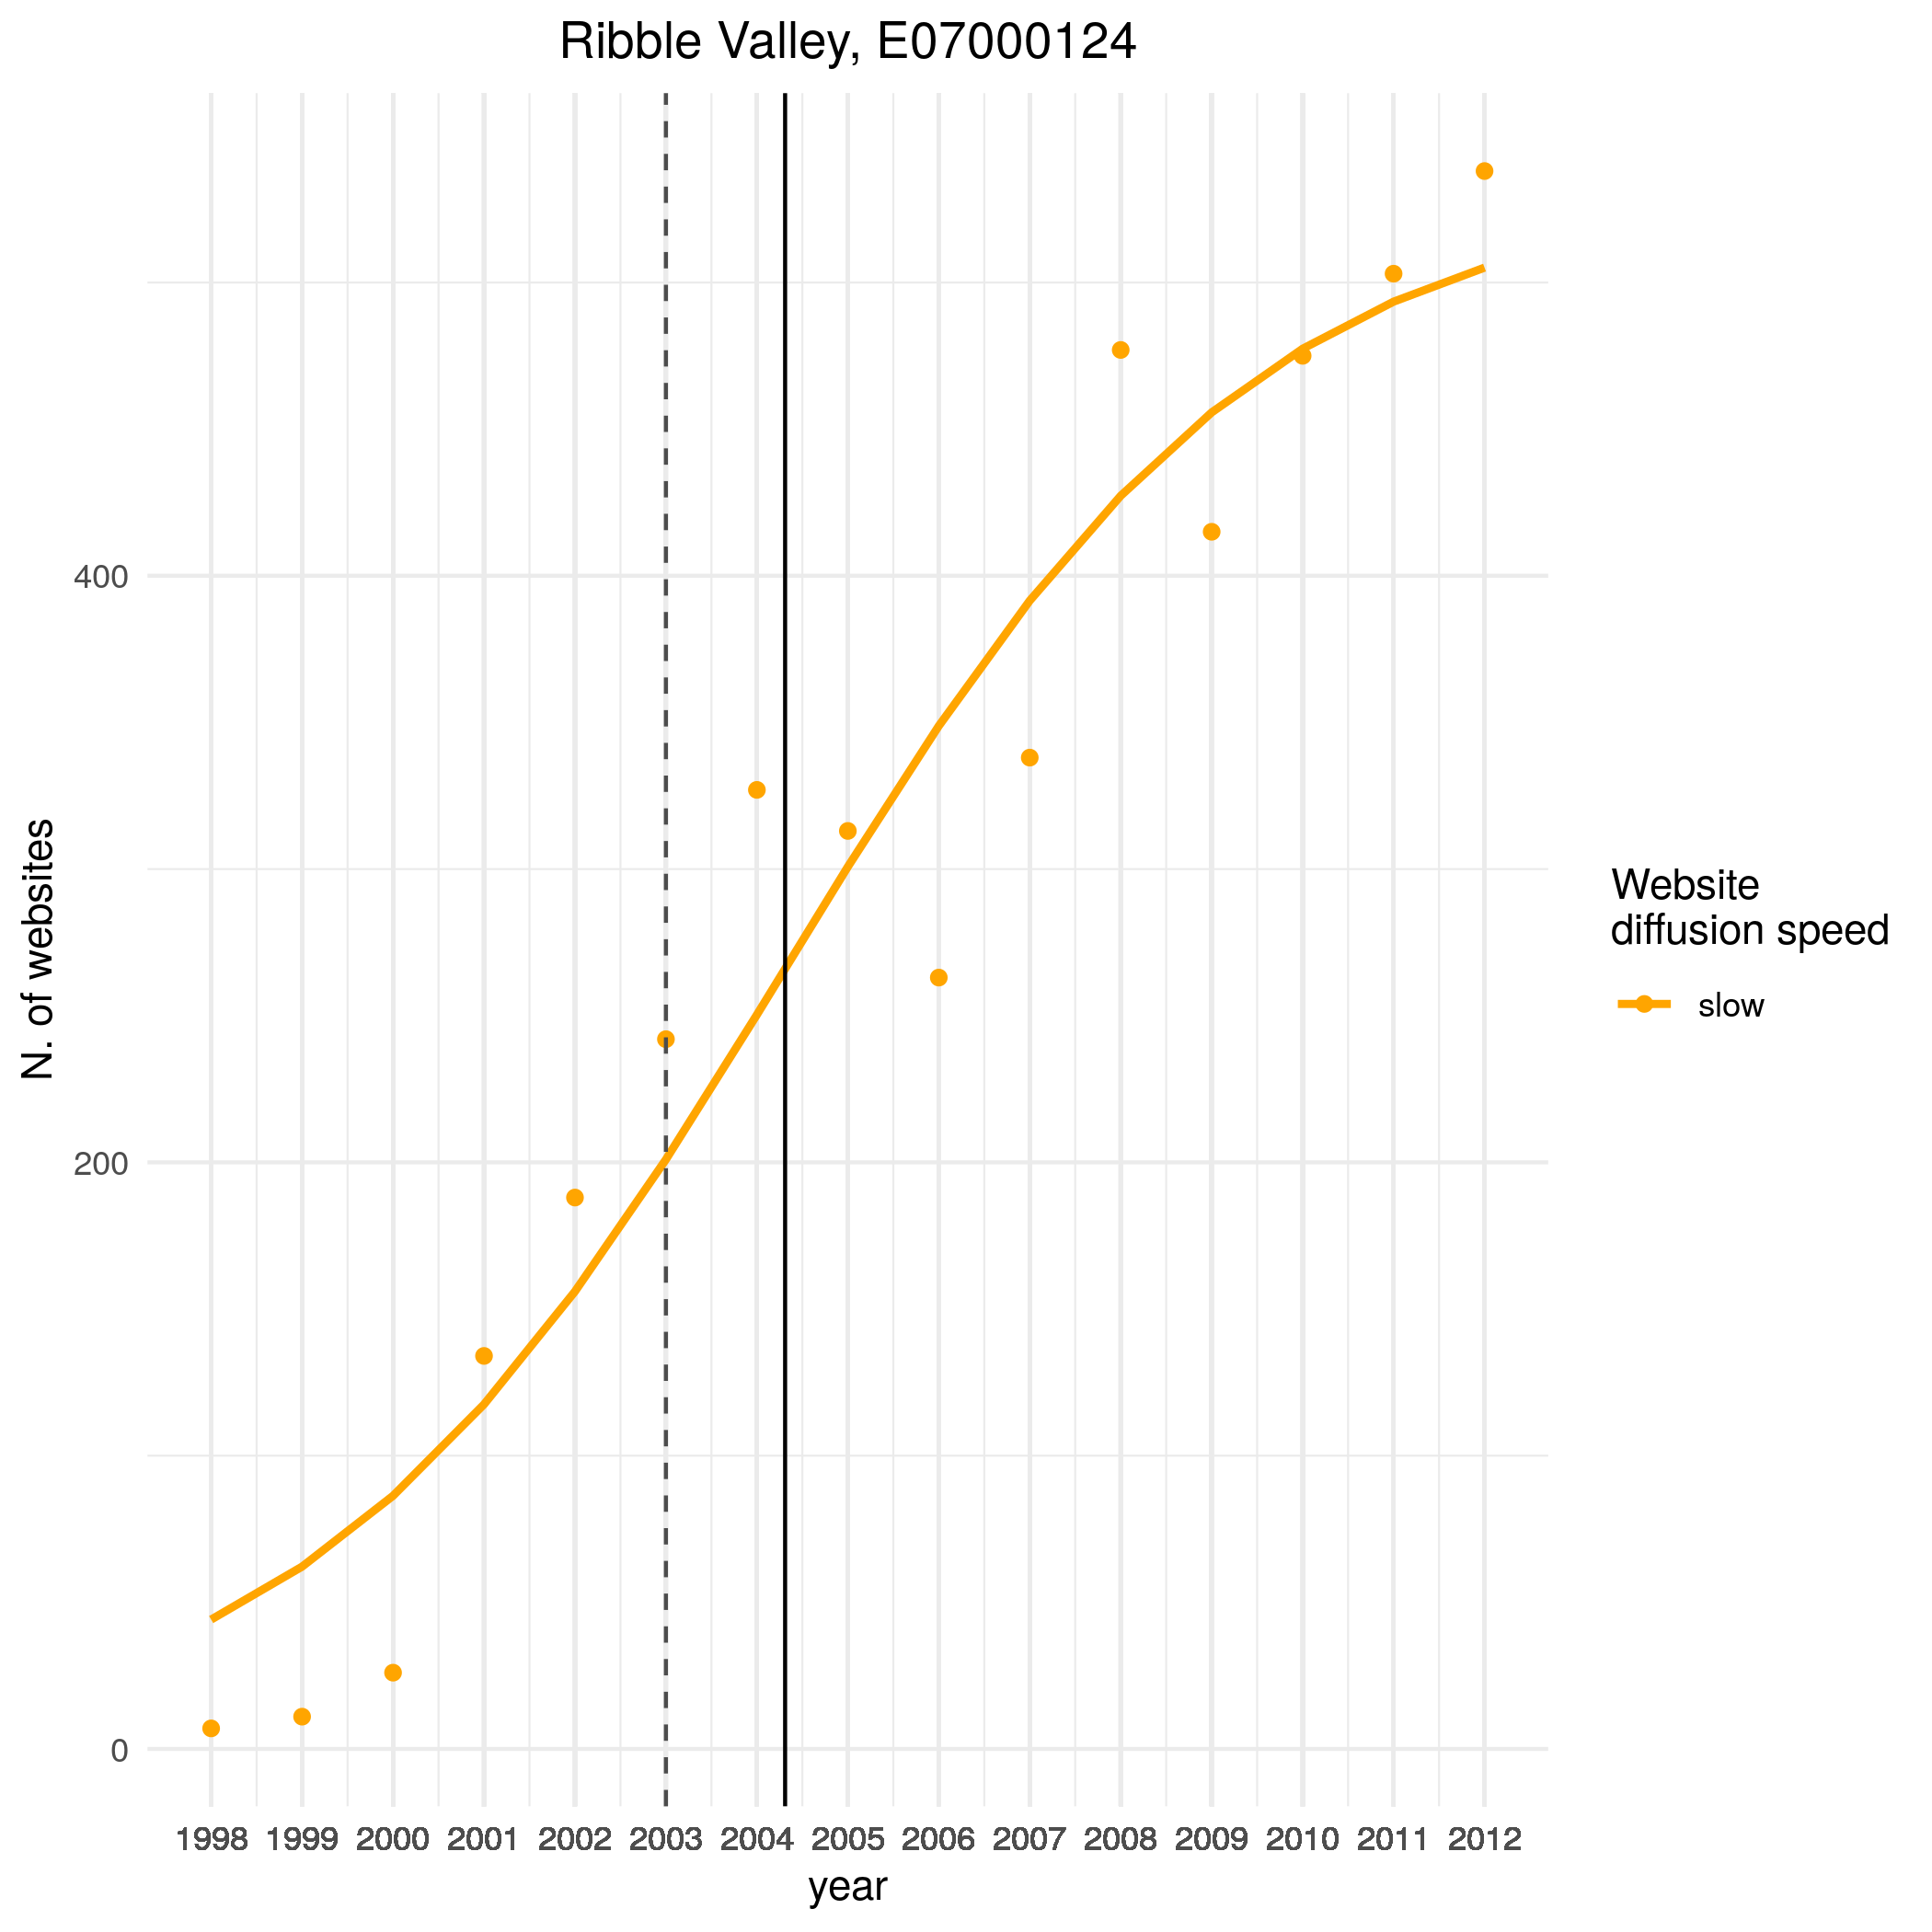 Ribble Valley, E07000124
N. of websites
400
200
0
1998 1999 2000 2001 2002 2003 2004 2005 2006 2007 2008 2009 2010 2011 2012
year
Website
diffusion speed
slow